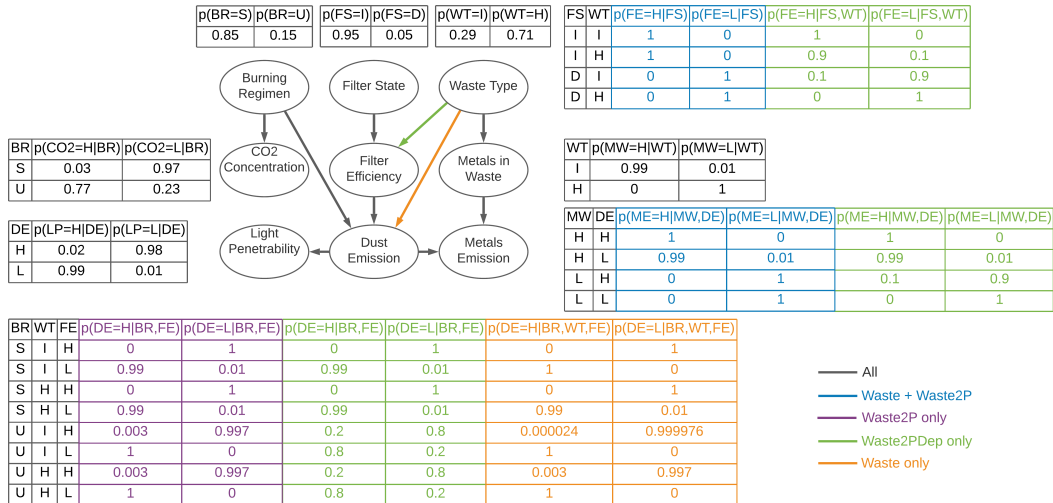 p(BR=S) p(BR=U)
0.85 0.15
p(FS=I) p(FS=D)
0.95 0.05
p(WT=I) p(WT=H)
0.29 0.71
FS WT p(FE=H|FS) p(FE=L|FS) p(FE=H|FS,WT) p(FE=L|FS,WT)
I I 1 0 1 0
I H 1 0 0.9 0.1
D I 0 1 0.1 0.9
D H 0 1 0 1
Burning
Regimen
Filter State
Waste Type
CO2
Concentration
Filter
Efficiency
Metals in
Waste
Light
Penetrability
Dust
Emission
Metals
Emission
BR p(CO2=H|BR) p(CO2=L|BR)
S 0.03 0.97
U 0.77 0.23
DE p(LP=H|DE) p(LP=L|DE)
H 0.02 0.98
L 0.99 0.01
WT p(MW=H|WT) p(MW=L|WT)
I 0.99 0.01
H 0 1
MW DE p(ME=H|MW,DE) p(ME=L|MW,DE) p(ME=H|MW,DE) p(ME=L|MW,DE)
H H 1 0 1 0
H L 0.99 0.01 0.99 0.01
L H 0 1 0.1 0.9
L L 0 1 0 1
BR WT FE p(DE=H|BR,FE) p(DE=L|BR,FE) p(DE=H|BR,FE) p(DE=L|BR,FE) p(DE=H|BR,WT,FE) p(DE=L|BR,WT,FE)
S I H 0 1 0 1 0 1
S I L 0.99 0.01 0.99 0.01 1 0
S H H 0 1 0 1 0 1
S H L 0.99 0.01 0.99 0.01 0.99 0.01
U I H 0.003 0.997 0.2 0.8 0.000024 0.999976
U I L 1 0 0.8 0.2 1 0
U H H 0.003 0.997 0.2 0.8 0.003 0.997
U H L 1 0 0.8 0.2 1 0
All
Waste + Waste2P
Waste2P only
Waste2PDep only
Waste only